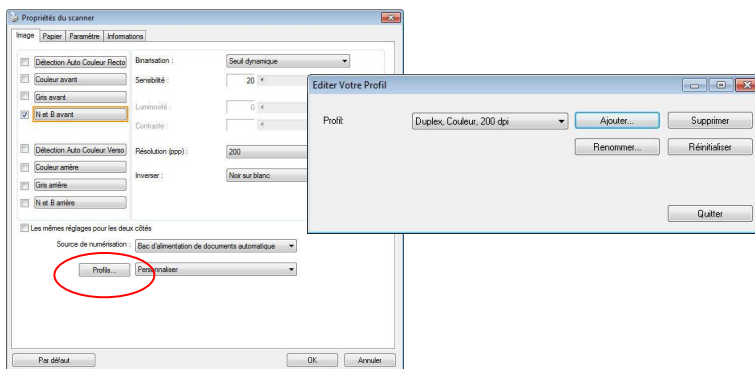 Propriétés du scanner
Image Papier Paramètre Informations
Détection Auto Couleur Recto
Couleur avant
Gris avant
N et B avant
Détection Auto Couleur Verso
Couleur arrière
Gris arrière
N et B arrière
Binarisation : Seuil dynamique
Sensibilité : 20
Luminosité : 0
Contraste :
Résolution (ppp) : 200
Inverser : Noir sur blanc
Les mêmes réglages pour les deux côtés
Source de numérisation : Bac d'alimentation de documents automatique
Profils... Personnaliser
Par défaut OK Annuler
Editer Votre Profil
Profil: Duplex, Couleur, 200 dpi Ajouter... Supprimer
Renommer... Réinitialiser
Quitter